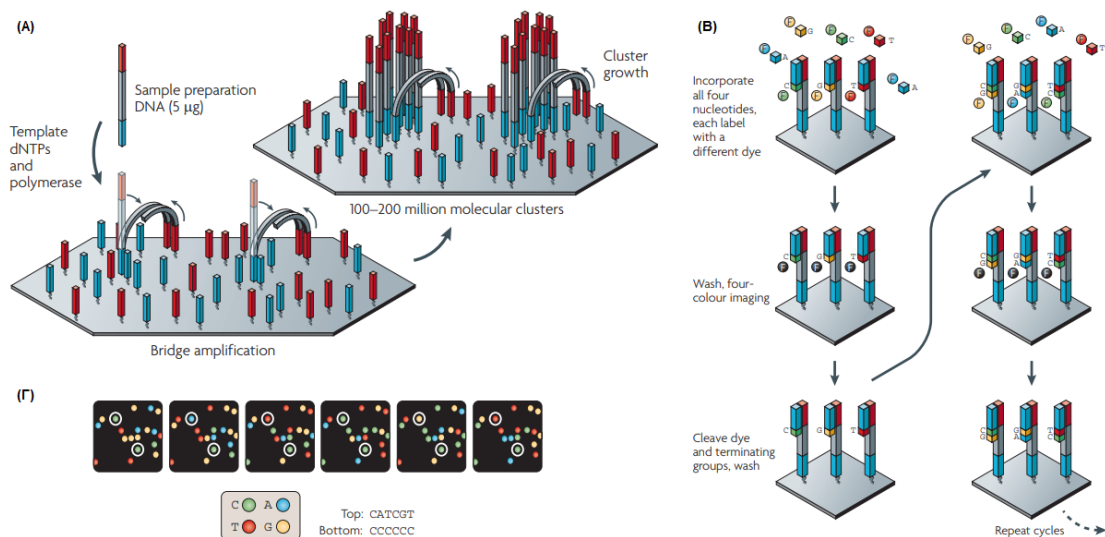 (A)
Sample preparation
DNA (5 µg)
Template
dNTPs
and
polymerase
Bridge amplification
Cluster
growth
100–200 million molecular clusters
(B)
Incorporate
all four
nucleotides,
each label
with a
different dye
F G F C F T
F A
F A
C G T
F F F
F G F C F A
F T
C G T
G A C
F F F
Wash, four-
colour imaging
C G T
F F F
C G T
G A C
F F F
Cleave dye
and terminating
groups, wash
C G T
C G T
G A C
Repeat cycles
(Γ)
C A
T G
Top: CATCGT
Bottom: CCCCCC